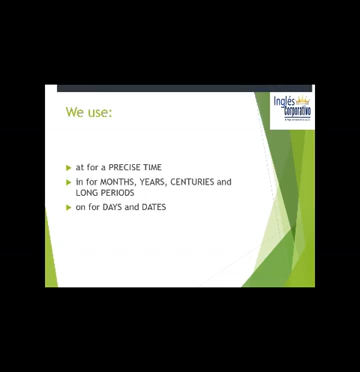 Inglés
Corporativo
We use:
at for a PRECISE TIME
in for MONTHS, YEARS, CENTURIES and
LONG PERIODS
on for DAYS and DATES